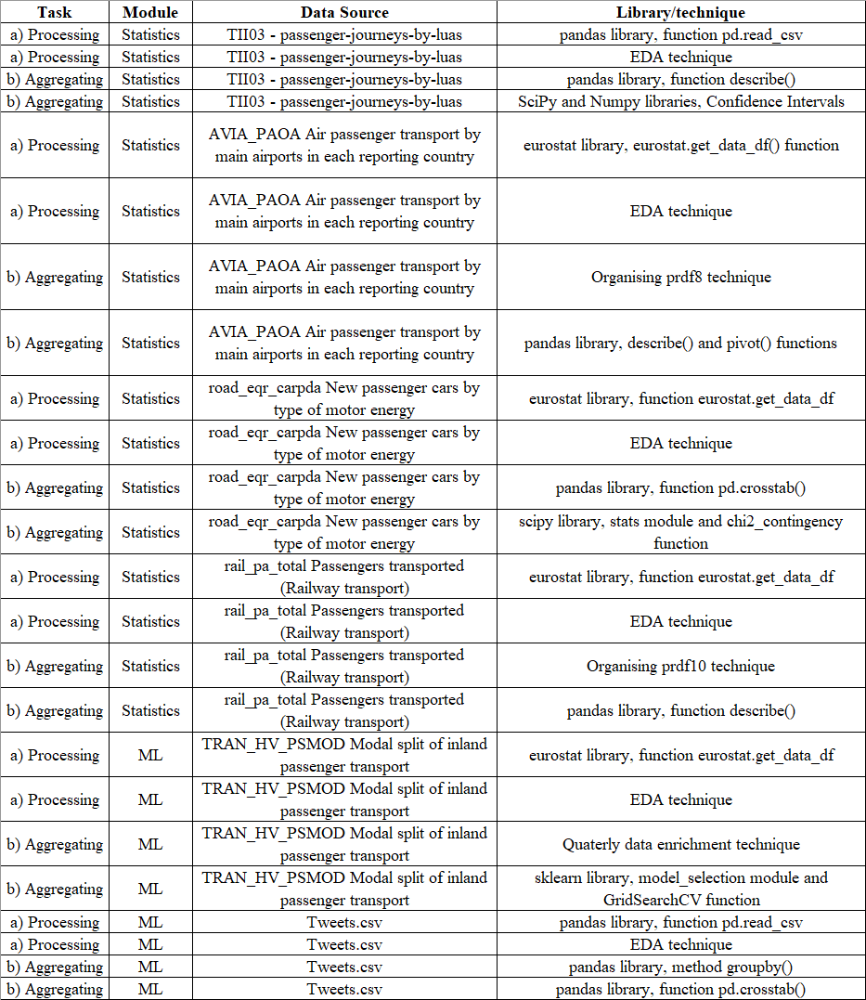 Task Module Data Source Library/technique
a) Processing Statistics TII03 - passenger-journeys-by-luas pandas library, function pd.read_csv
a) Processing Statistics TII03 - passenger-journeys-by-luas EDA technique
b) Aggregating Statistics TII03 - passenger-journeys-by-luas pandas library, function describe()
b) Aggregating Statistics TII03 - passenger-journeys-by-luas SciPy and Numpy libraries, Confidence Intervals
a) Processing Statistics AVIA_PAOA Air passenger transport by
main airports in each reporting country eurostat library, eurostat.get_data_df() function
a) Processing Statistics AVIA_PAOA Air passenger transport by
main airports in each reporting country EDA technique
b) Aggregating Statistics AVIA_PAOA Air passenger transport by
main airports in each reporting country Organising prdf8 technique
b) Aggregating Statistics AVIA_PAOA Air passenger transport by
main airports in each reporting country pandas library, describe() and pivot() functions
a) Processing Statistics road_eqr_carpda New passenger cars by
type of motor energy eurostat library, function eurostat.get_data_df
a) Processing Statistics road_eqr_carpda New passenger cars by
type of motor energy EDA technique
b) Aggregating Statistics road_eqr_carpda New passenger cars by
type of motor energy pandas library, function pd.crosstab()
b) Aggregating Statistics road_eqr_carpda New passenger cars by
type of motor energy scipy library, stats module and chi2_contingency
function
a) Processing Statistics rail_pa_total Passengers transported
(Railway transport) eurostat library, function eurostat.get_data_df
a) Processing Statistics rail_pa_total Passengers transported
(Railway transport) EDA technique
b) Aggregating Statistics rail_pa_total Passengers transported
(Railway transport) Organising prdf10 technique
b) Aggregating Statistics rail_pa_total Passengers transported
(Railway transport) pandas library, function describe()
a) Processing ML TRAN_HV_PSMOD Modal split of inland
passenger transport eurostat library, function eurostat.get_data_df
a) Processing ML TRAN_HV_PSMOD Modal split of inland
passenger transport EDA technique
b) Aggregating ML TRAN_HV_PSMOD Modal split of inland
passenger transport Quaterly data enrichment technique
b) Aggregating ML TRAN_HV_PSMOD Modal split of inland
passenger transport sklearn library, model_selection module and
GridSearchCV function
a) Processing ML Tweets.csv pandas library, function pd.read_csv
a) Processing ML Tweets.csv EDA technique
b) Aggregating ML Tweets.csv pandas library, method groupby()
b) Aggregating ML Tweets.csv pandas library, function pd.crosstab()